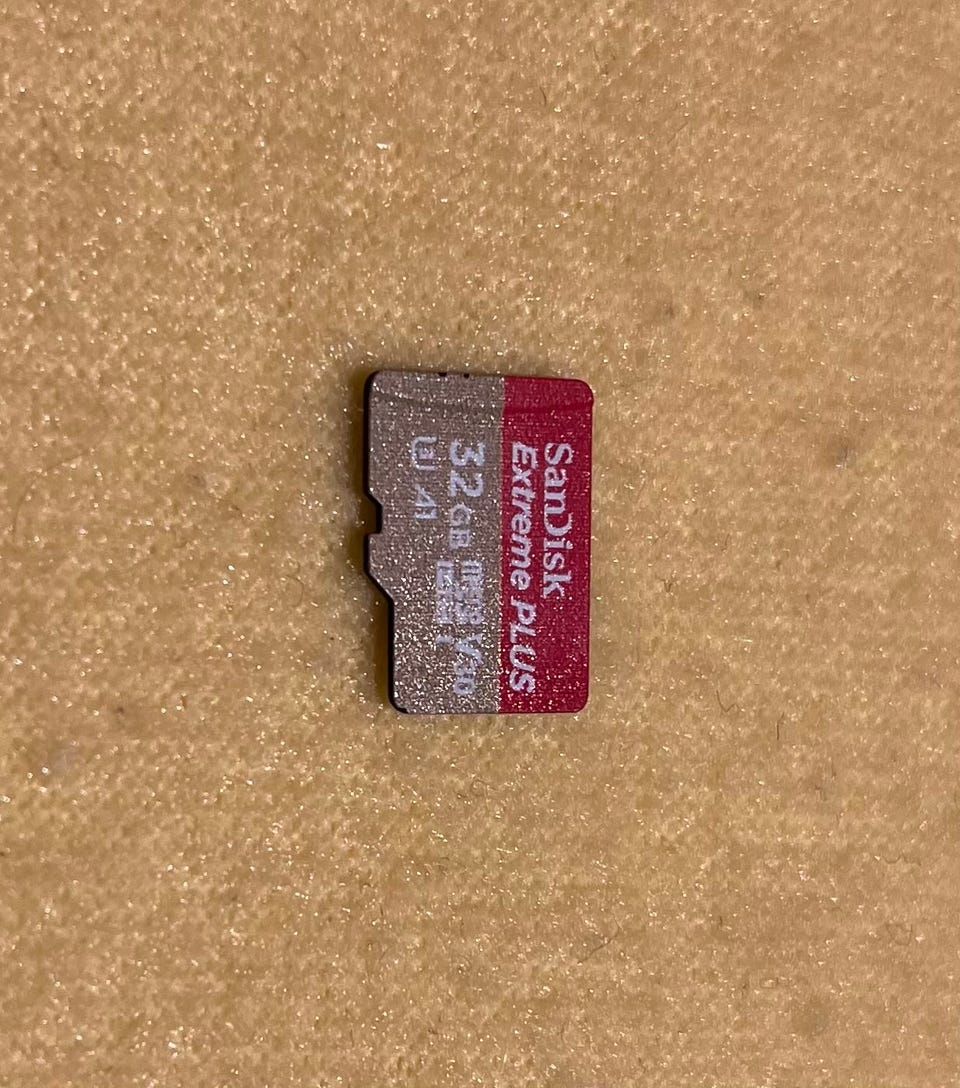 SanDisk
Extreme PLUS
32 GB V30
A1